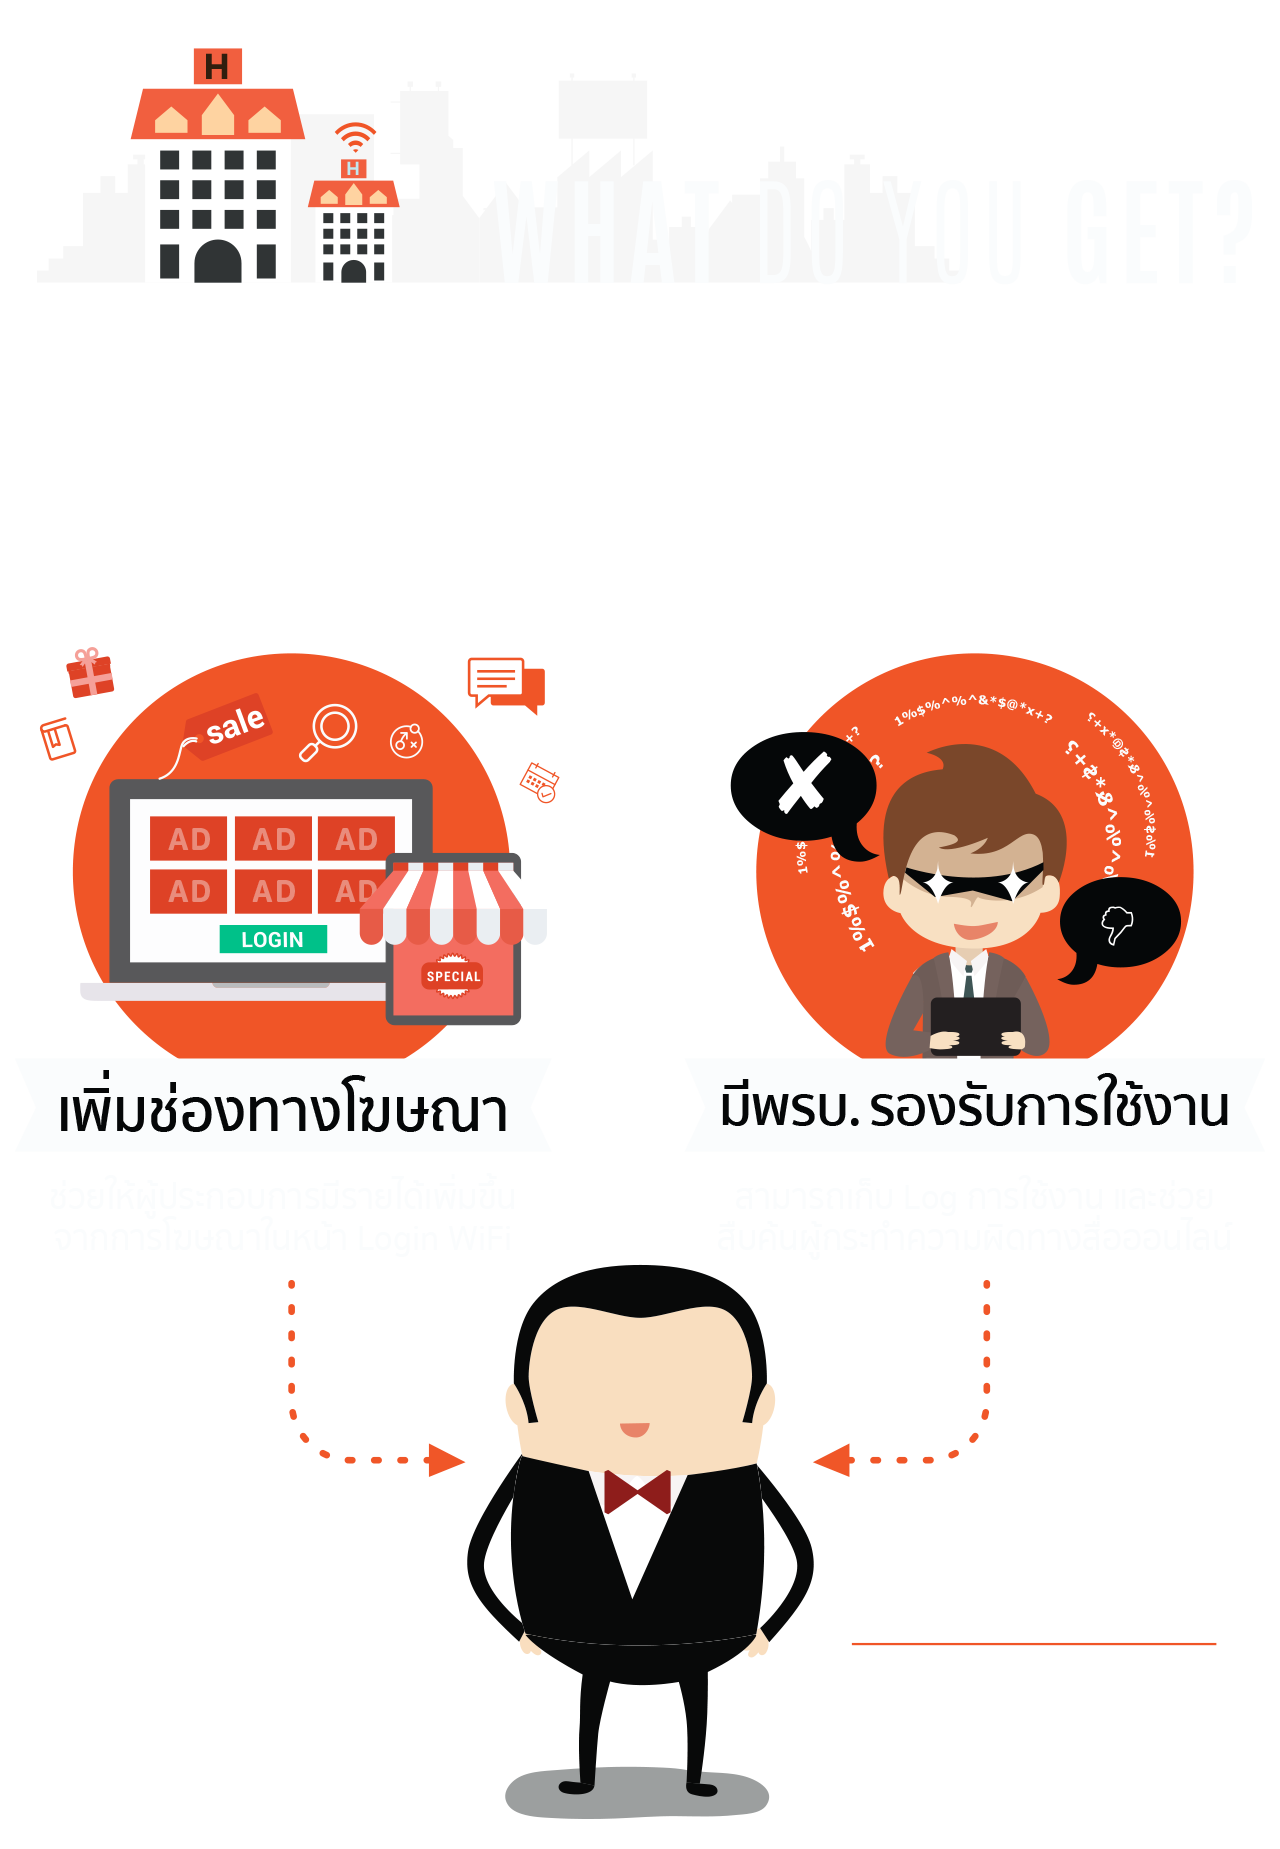 H
H
WHAT DO YOU GET?
sale
AD AD AD
AD AD AD
LOGIN
SPECIAL
1%$%^%^&*$@*x+?
เพิ่มช่องทางโฆษณา
มีพรบ. รองรับการใช้งาน
ช่วยให้ผู้ประกอบการมีรายได้เพิ่มขึ้น
จากการโฆษณาในหน้า Login WiFi
สามารถเก็บ Log การใช้งาน และช่วย
สืบค้นผู้กระทำความผิดทางสื่อออนไลน์